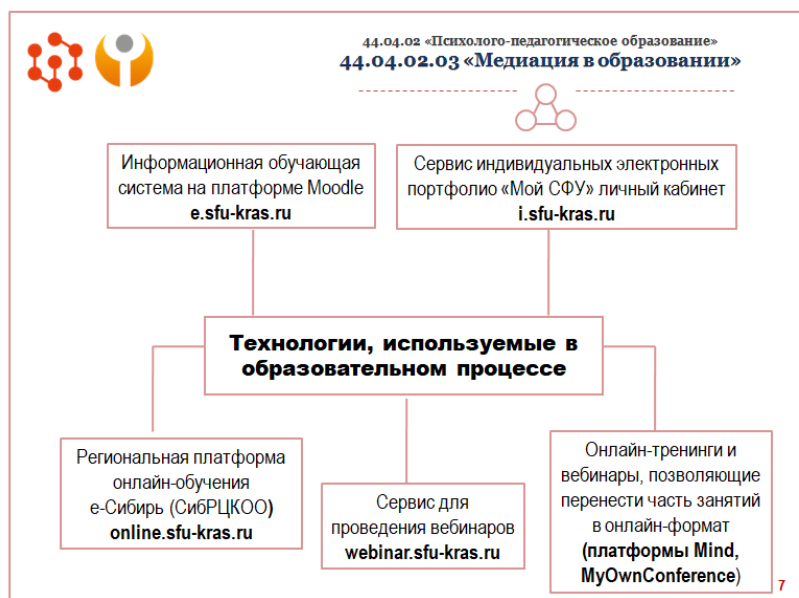 44.04.02 «Психолого-педагогическое образование»
44.04.02.03 «Медиация в образовании»
Информационная обучающая
система на платформе Moodle
e.sfu-kras.ru
Сервис индивидуальных электронных
портфолио «Мой СФУ» личный кабинет
i.sfu-kras.ru
Технологии, используемые в
образовательном процессе
Региональная платформа
онлайн-обучения
е-Сибирь (СибРЦКОО)
online.sfu-kras.ru
Сервис для
проведения вебинаров
webinar.sfu-kras.ru
Онлайн-тренинги и
вебинары, позволяющие
перенести часть занятий
в онлайн-формат
(платформы Mind,
MyOwnConference)
7